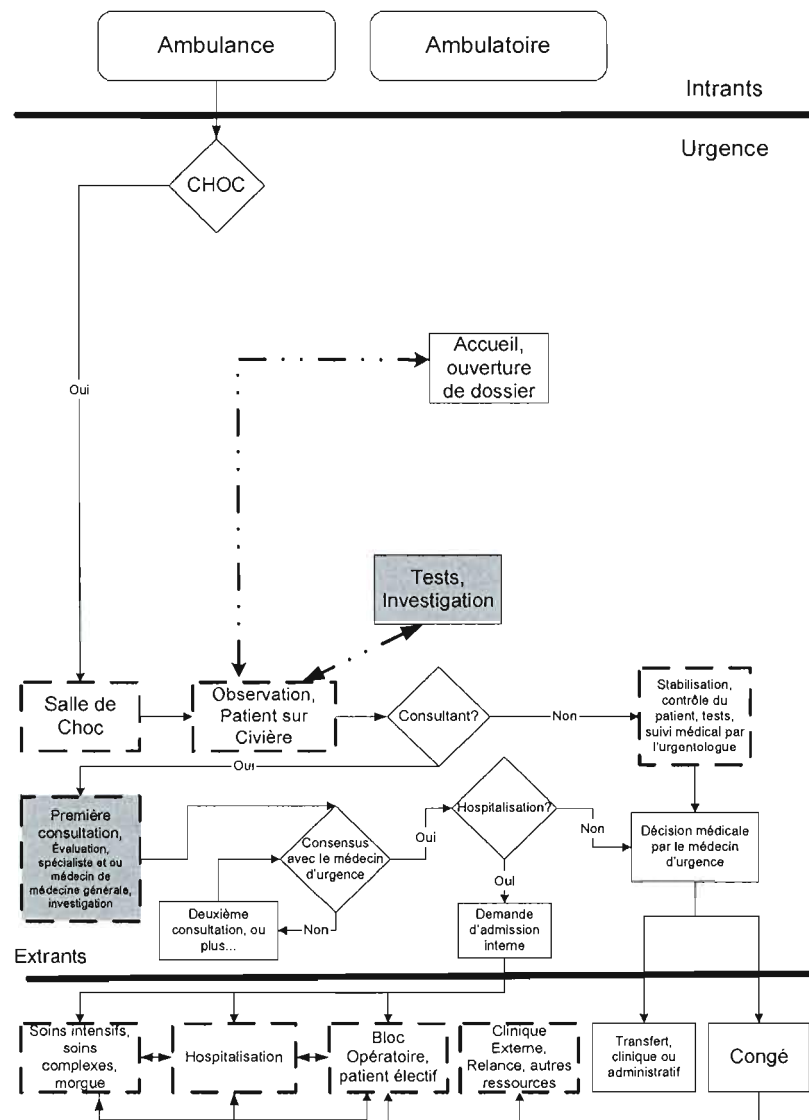 Ambulance
Ambulatoire
Intrants
Urgence
CHOC
Oui
Accueil,
ouverture
de dossier
Tests,
Investigation
Salle de
Choc
Observation,
Patient sur
Civière
Consultant?
Non
Stabilisation,
contrôle du
patient, tests,
suivi médical par
l'urgentologue
Oui
Première
consultation,
Évaluation,
spécialiste et ou
médecin de
médecine générale,
investigation
Consensus
avec le médecin
d'urgence
Oui
Hospitalisation?
Non
Décision médicale
par le médecin
d'urgence
Oui
Deuxième
consultation, ou
plus...
Non
Demande
d'admission
interne
Extrants
Soins intensifs,
soins
complexes,
morgue
Hospitalisation
Bloc
Opératoire,
patient électif
Clinique
Externe,
Relance, autres
ressources
Transfert,
clinique ou
administratif
Congé